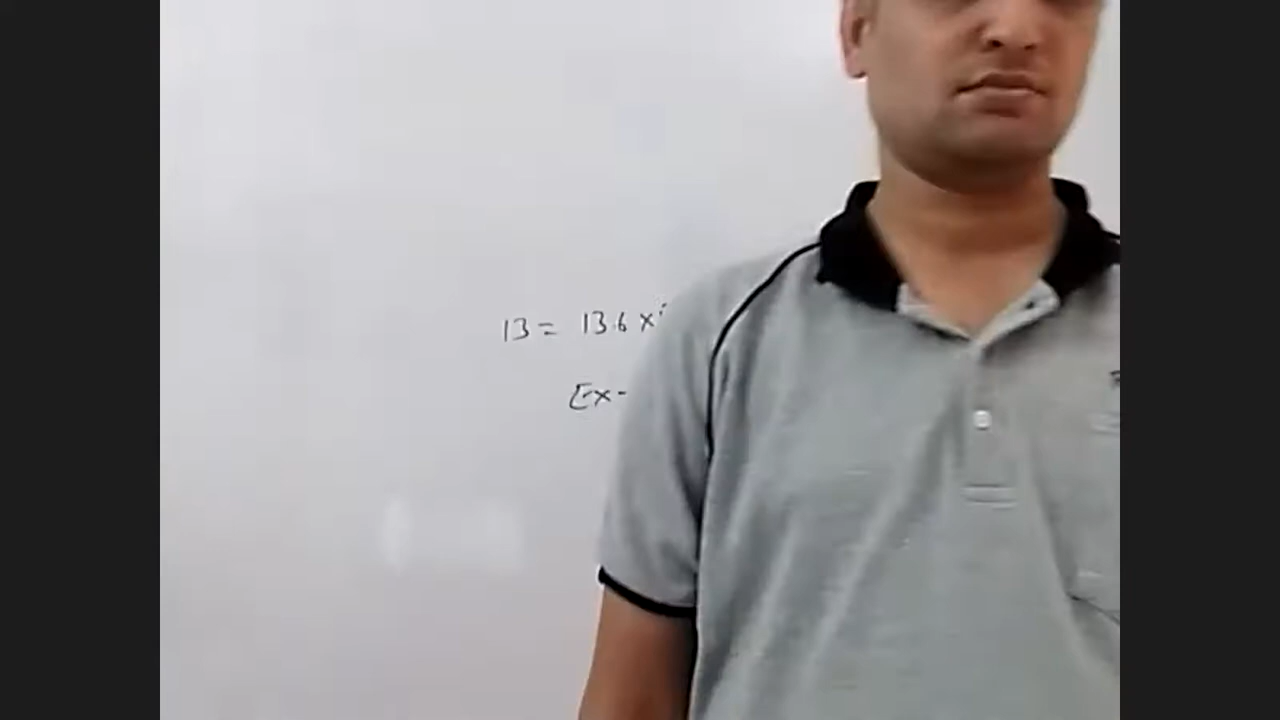 13 = 13.6 x
Ex-